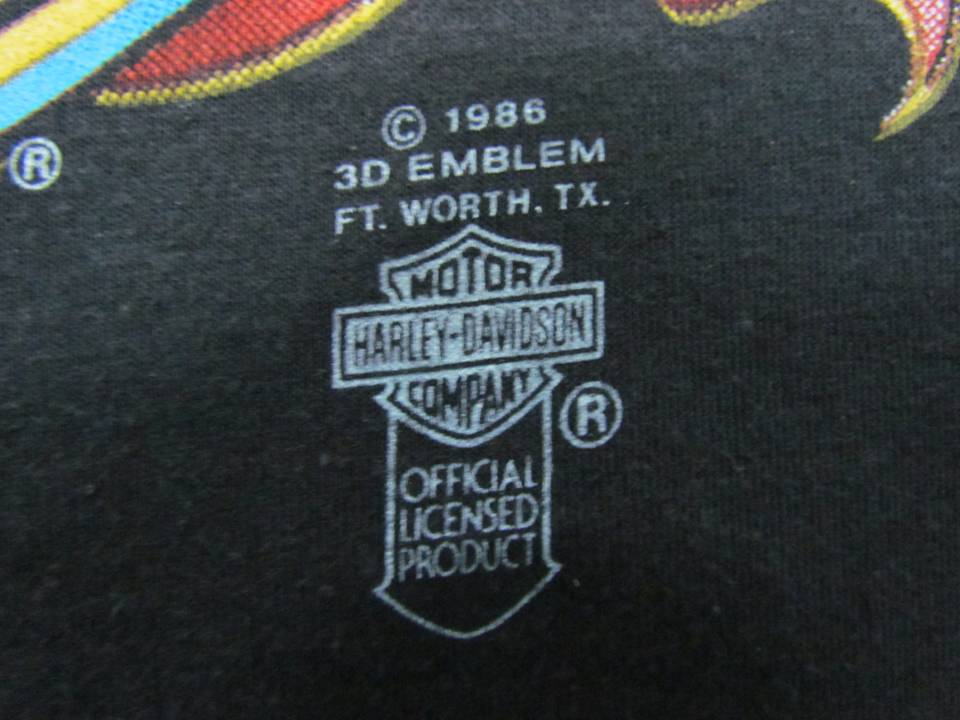 ®
© 1986
3D EMBLEM
FT. WORTH, TX.
MOTOR
HARLEY-DAVIDSON
COMPANY
®
OFFICIAL
LICENSED
PRODUCT